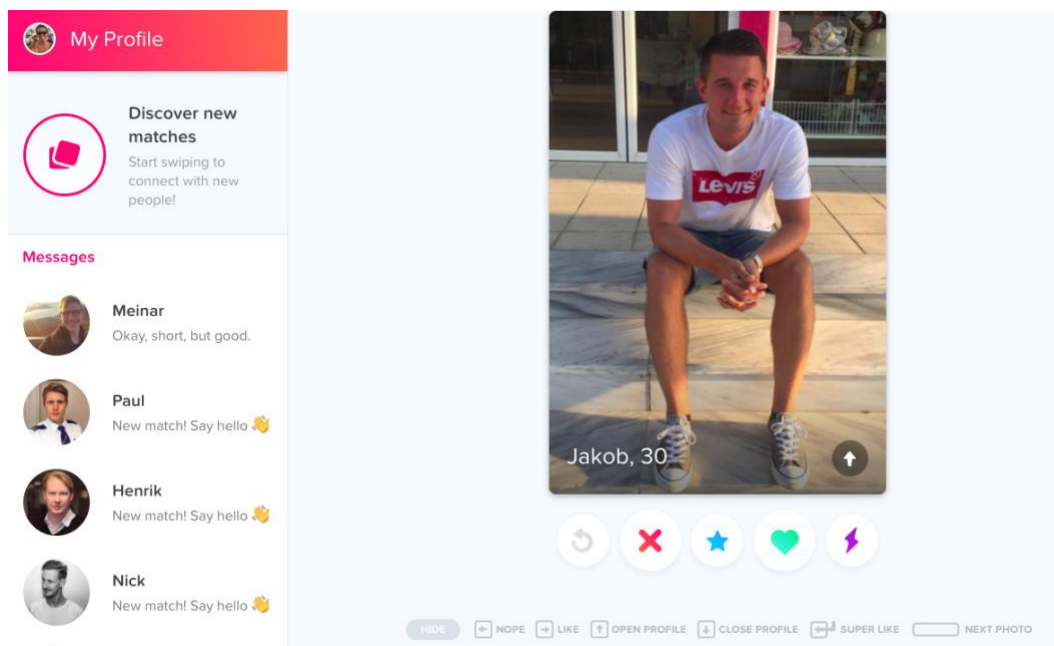 My Profile
Discover new
matches
Start swiping to
connect with new
people!
Messages
Meinar
Okay, short, but good.
Paul
New match! Say hello 👋
Henrik
New match! Say hello 👋
Nick
New match! Say hello 👋
LEVI'S
Jakob, 30
HIDE NOPE LIKE OPEN PROFILE CLOSE PROFILE SUPER LIKE NEXT PHOTO